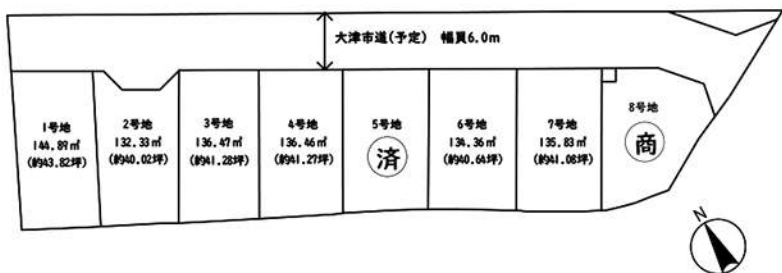 大津市道(予定) 幅員6.0m
1号地
144.89㎡
(約43.82坪)
2号地
132.33㎡
(約40.02坪)
3号地
136.47㎡
(約41.28坪)
4号地
136.46㎡
(約41.27坪)
5号地
済
6号地
134.36㎡
(約40.64坪)
7号地
135.83㎡
(約41.08坪)
8号地
商
N